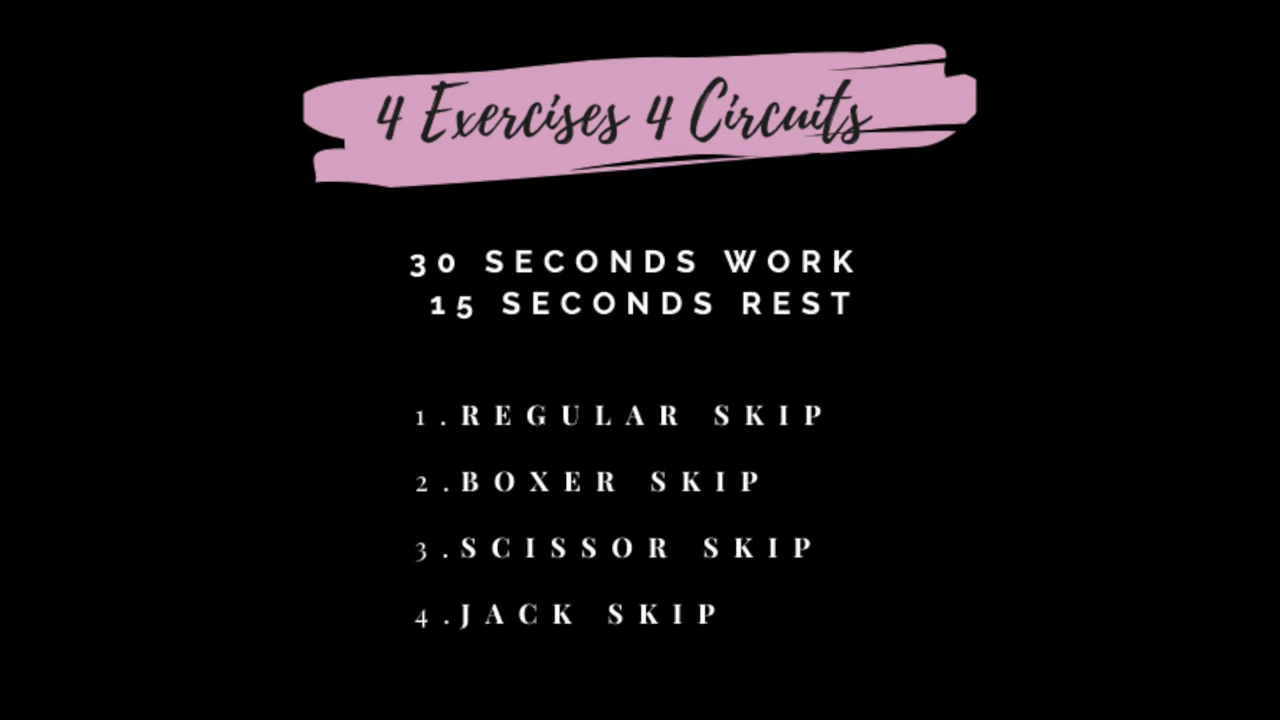 4 Exercises 4 Circuits
30 SECONDS WORK
15 SECONDS REST
1. REGULAR SKIP
2. BOXER SKIP
3. SCISSOR SKIP
4. JACK SKIP